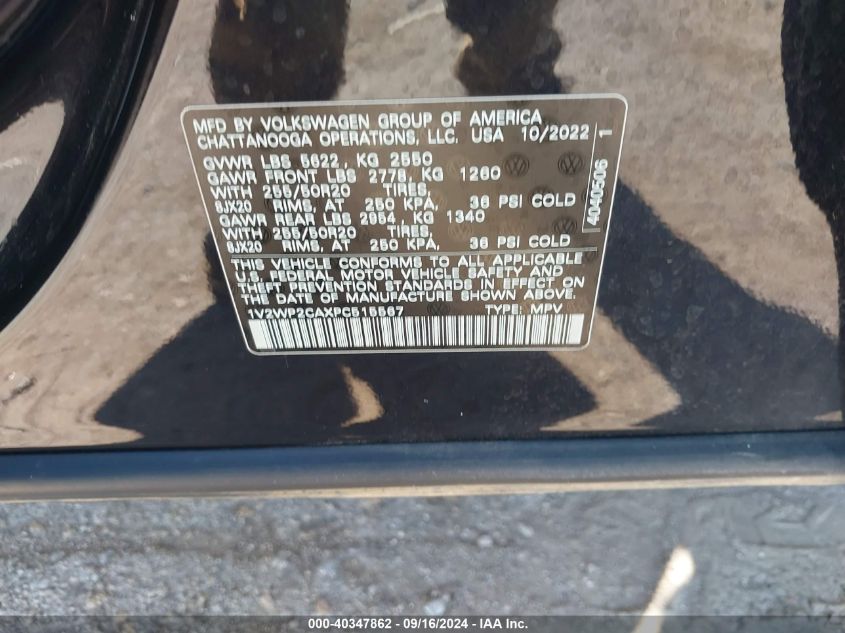 MFD BY VOLKSWAGEN GROUP OF AMERICA
CHATTANOOGA OPERATIONS, LLC. USA 10/2022
GVWR LBS 5622, KG 2550
GAWR FRONT LBS 2778, KG 1260
WITH 255/50R20 TIRES,
8JX20 RIMS, AT 250 KPA, 36 PSI COLD
GAWR REAR LBS 2954, KG 1340
WITH 255/50R20 TIRES,
8JX20 RIMS, AT 250 KPA, 36 PSI COLD
THIS VEHICLE CONFORMS TO ALL APPLICABLE
U.S. FEDERAL MOTOR VEHICLE SAFETY AND
THEFT PREVENTION STANDARDS IN EFFECT ON
THE DATE OF MANUFACTURE SHOWN ABOVE.
1V2WP2CAXPC515567 TYPE: MPV
4040506 1
000-40347862 - 09/16/2024 - IAA Inc.